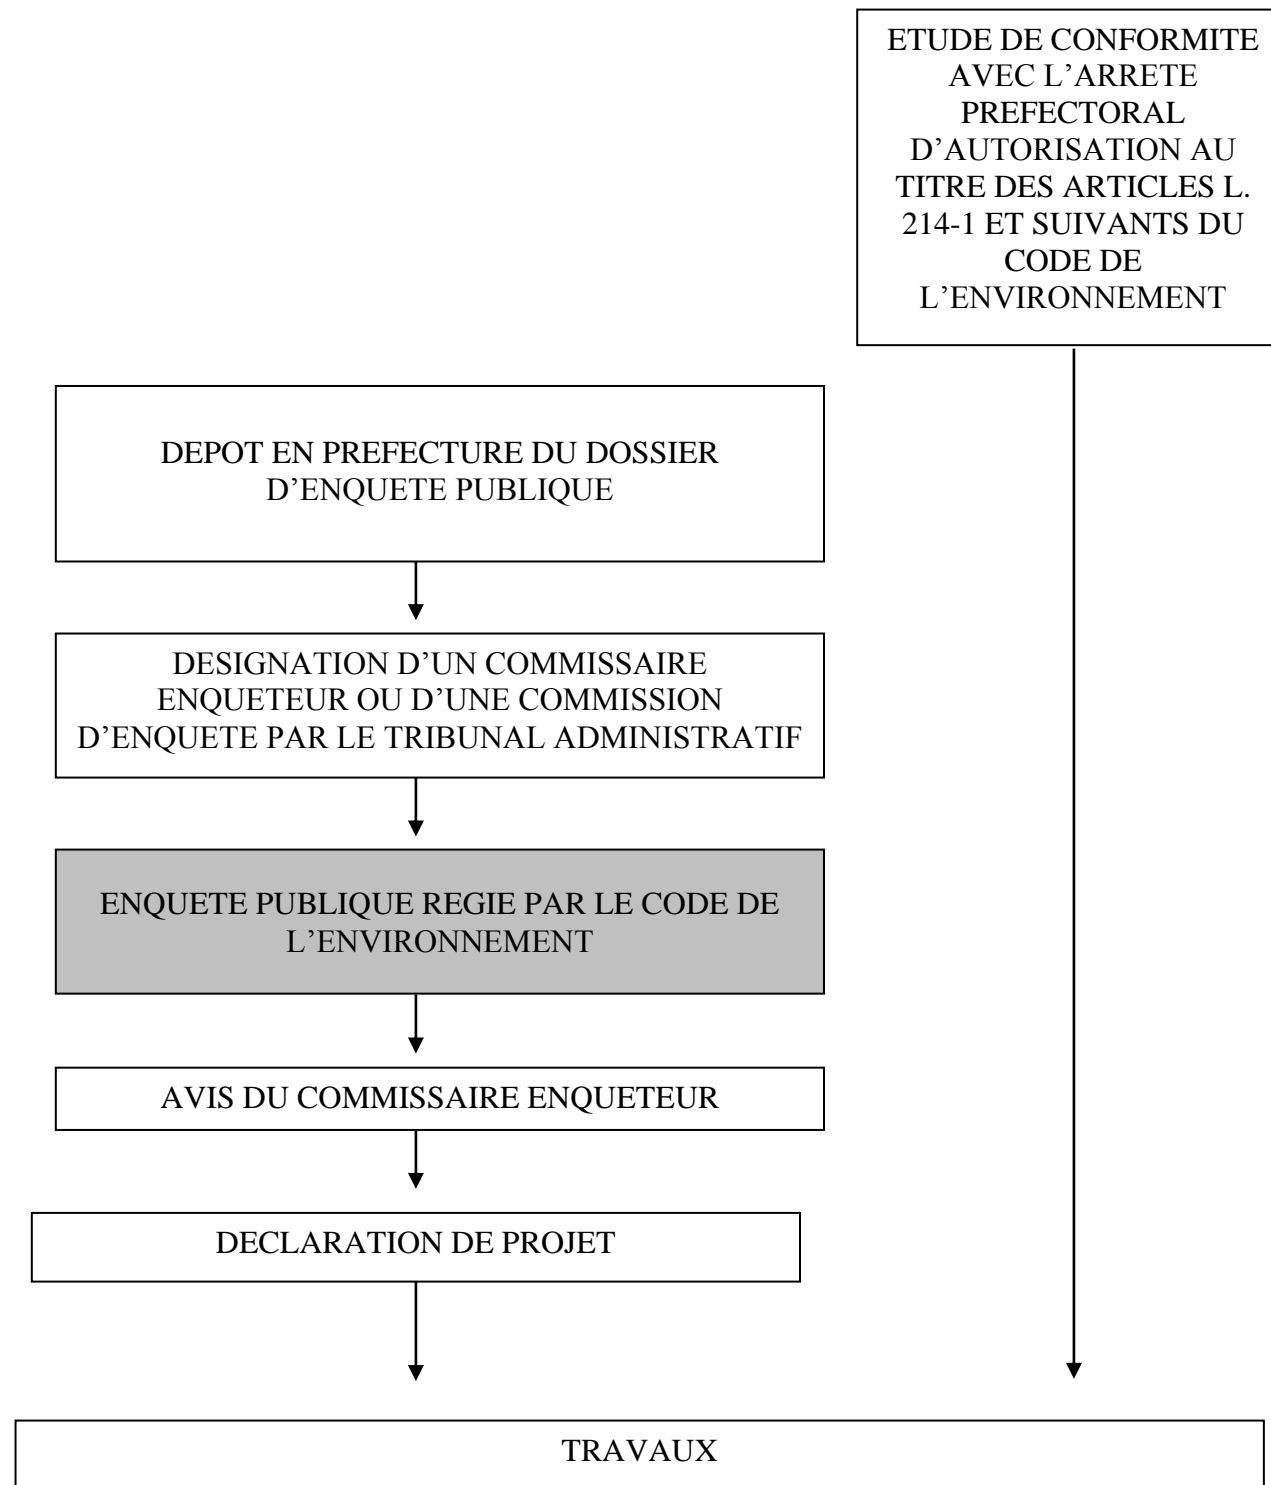 ETUDE DE CONFORMITE
AVEC L’ARRETE
PREFECTORAL
D’AUTORISATION AU
TITRE DES ARTICLES L.
214-1 ET SUIVANTS DU
CODE DE
L’ENVIRONNEMENT
DEPOT EN PREFECTURE DU DOSSIER
D’ENQUETE PUBLIQUE
DESIGNATION D’UN COMMISSAIRE
ENQUETEUR OU D’UNE COMMISSION
D’ENQUETE PAR LE TRIBUNAL ADMINISTRATIF
ENQUETE PUBLIQUE REGIE PAR LE CODE DE
L’ENVIRONNEMENT
AVIS DU COMMISSAIRE ENQUETEUR
DECLARATION DE PROJET
TRAVAUX